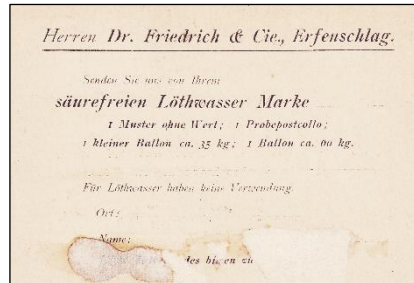 Herren Dr. Friedrich & Cie., Erfenschlag.
Senden Sie uns von Ihrem
säurefreien Löthwasser Marke
1 Muster ohne Wert; 1 Probepostcollo;
1 kleiner Ballon ca. 35 kg; 1 Ballon ca. 60 kg.
Für Löthwasser haben keine Verwendung.
Ort:
Name: